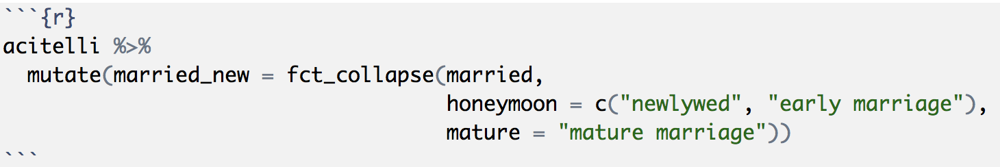 ```{r}
acitelli %>%
  mutate(married_new = fct_collapse(married,
                                    honeymoon = c("newlywed", "early marriage"),
                                    mature = "mature marriage"))
```